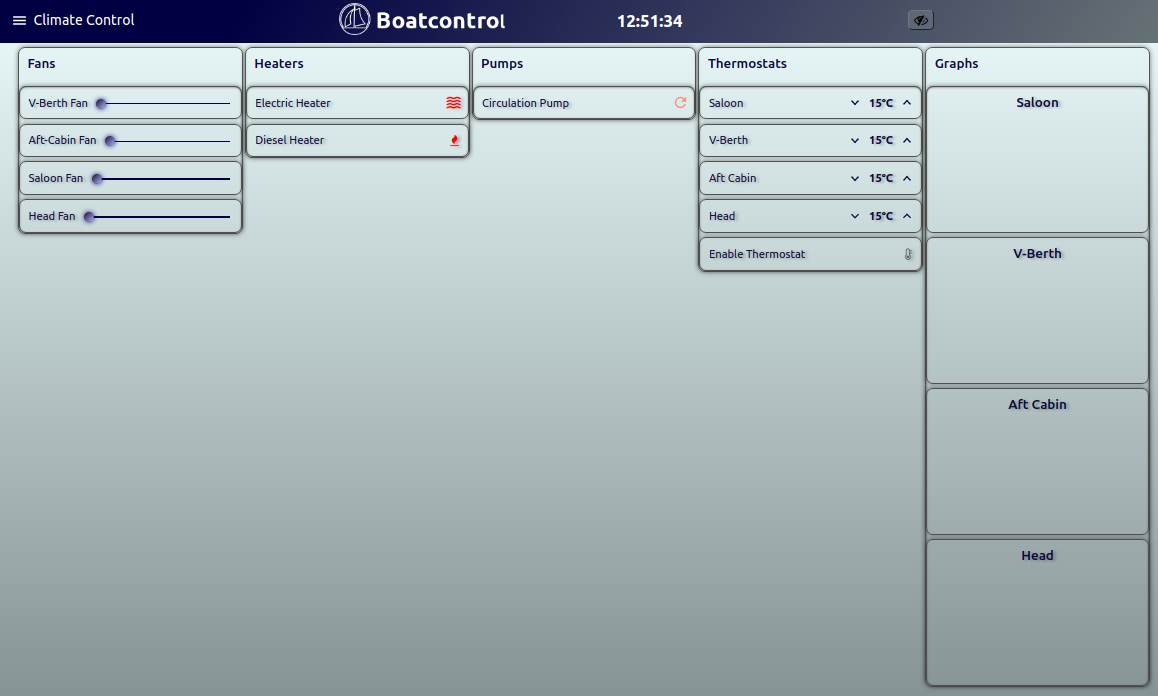 Climate Control
Boatcontrol
12:51:34
Fans
V-Berth Fan
Aft-Cabin Fan
Saloon Fan
Head Fan
Heaters
Electric Heater
Diesel Heater
Pumps
Circulation Pump
Thermostats
Saloon 15°C
V-Berth 15°C
Aft Cabin 15°C
Head 15°C
Enable Thermostat
Graphs
Saloon
V-Berth
Aft Cabin
Head